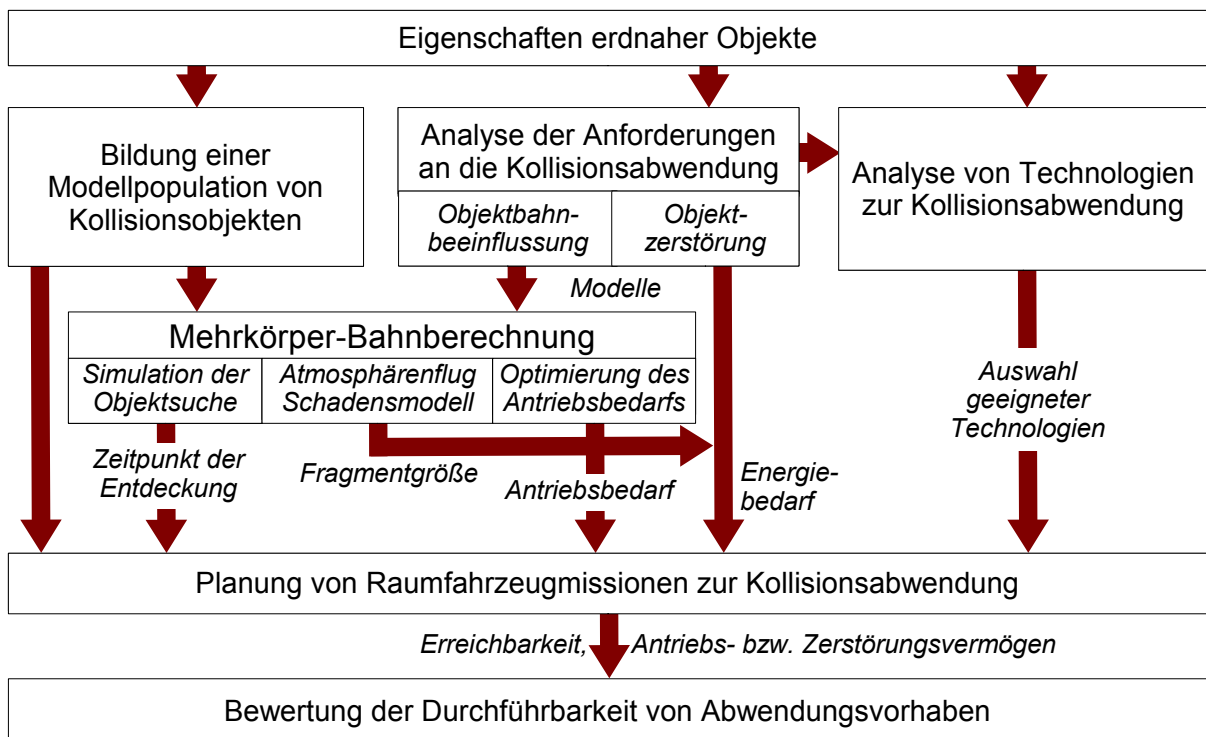 Eigenschaften erdnaher Objekte
Bildung einer
Modellpopulation von
Kollisionsobjekten
Analyse der Anforderungen
an die Kollisionsabwendung
Objektbahn-
beeinflussung
Objekt-
zerstörung
Analyse von Technologien
zur Kollisionsabwendung
Modelle
Mehrkörper-Bahnberechnung
Simulation der
Objektsuche
Atmosphärenflug
Schadensmodell
Optimierung des
Antriebsbedarfs
Auswahl
geeigneter
Technologien
Zeitpunkt der
Entdeckung
Fragmentgröße
Antriebsbedarf
Energie-
bedarf
Planung von Raumfahrzeugmissionen zur Kollisionsabwendung
Erreichbarkeit, Antriebs- bzw. Zerstörungsvermögen
Bewertung der Durchführbarkeit von Abwendungsvorhaben